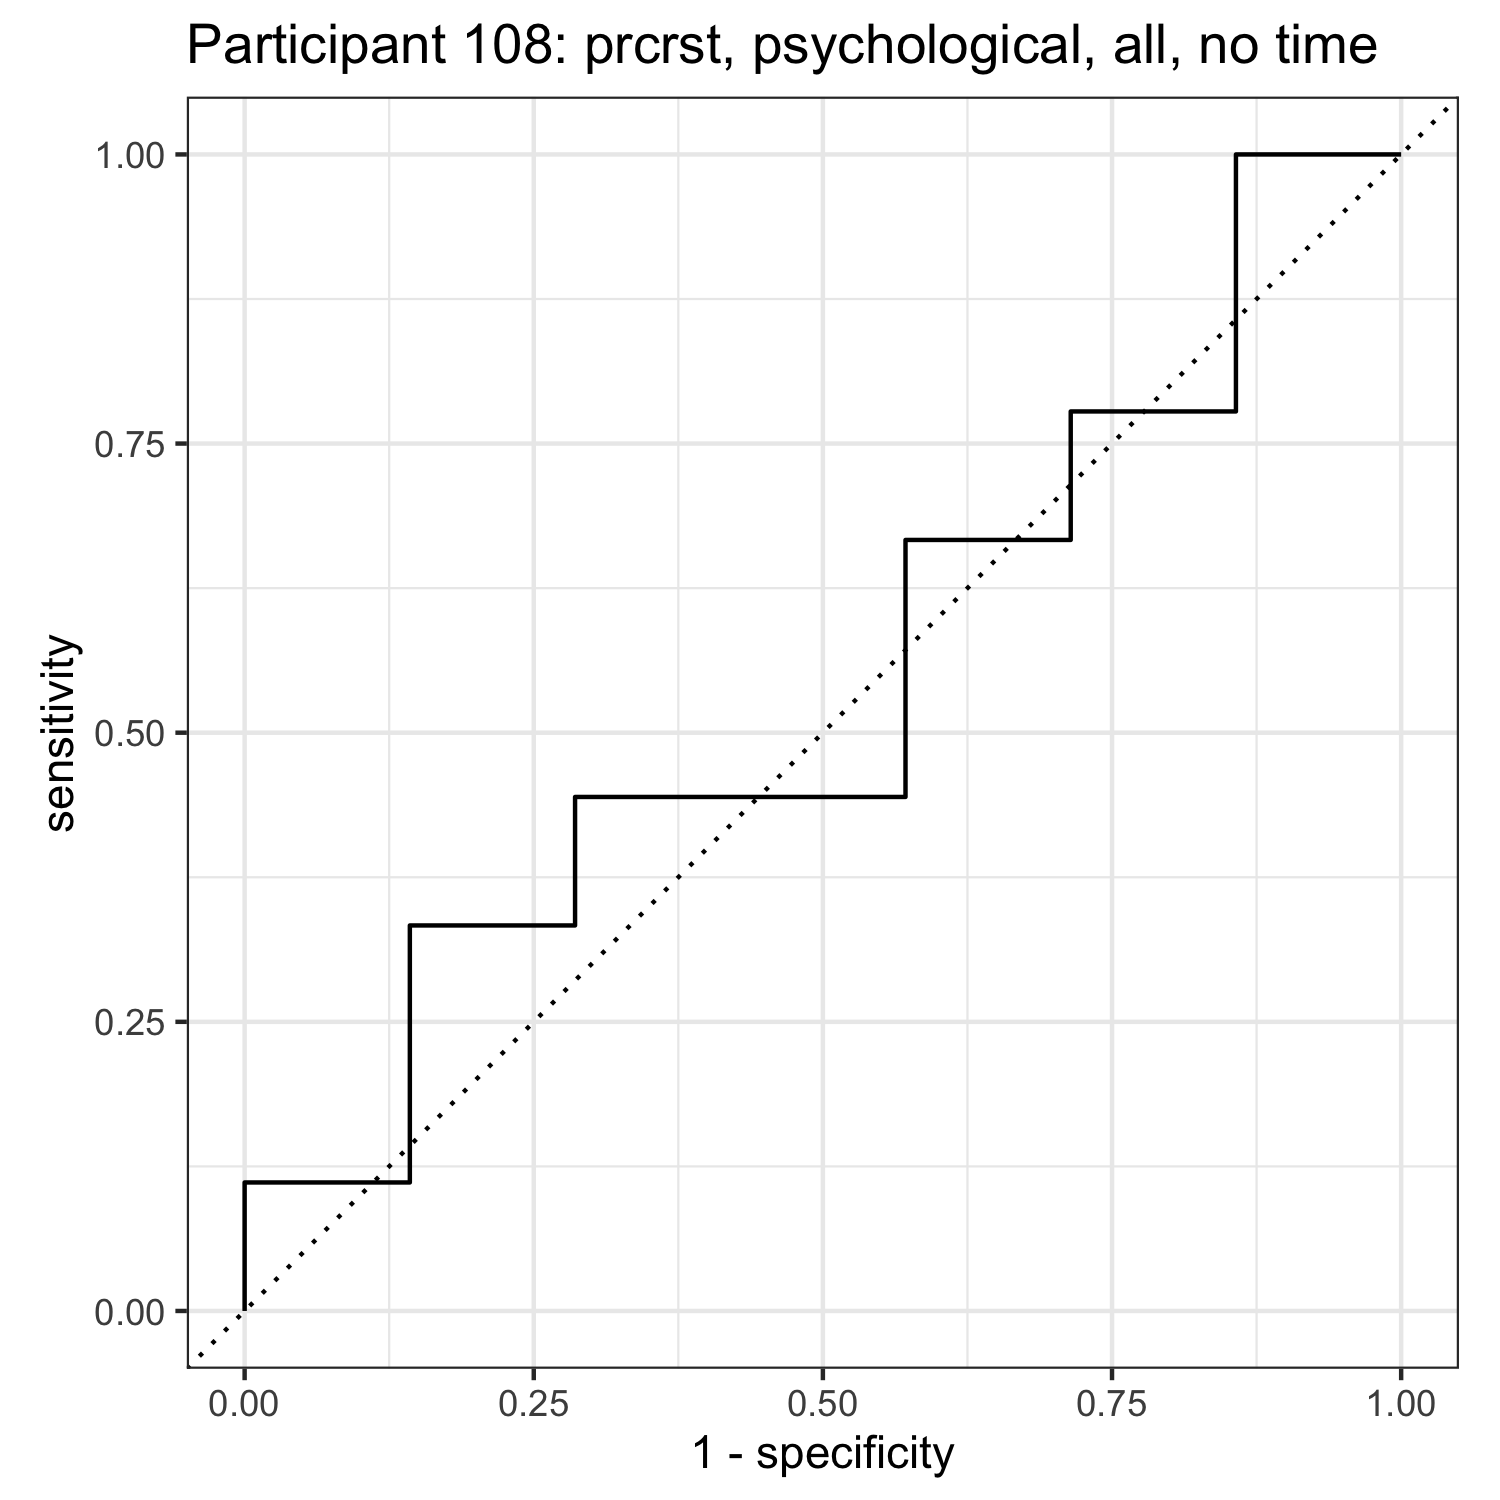 Participant 108: prcrst, psychological, all, no time
1.00
0.75
0.50
0.25
0.00
sensitivity
0.00 0.25 0.50 0.75 1.00
1 - specificity